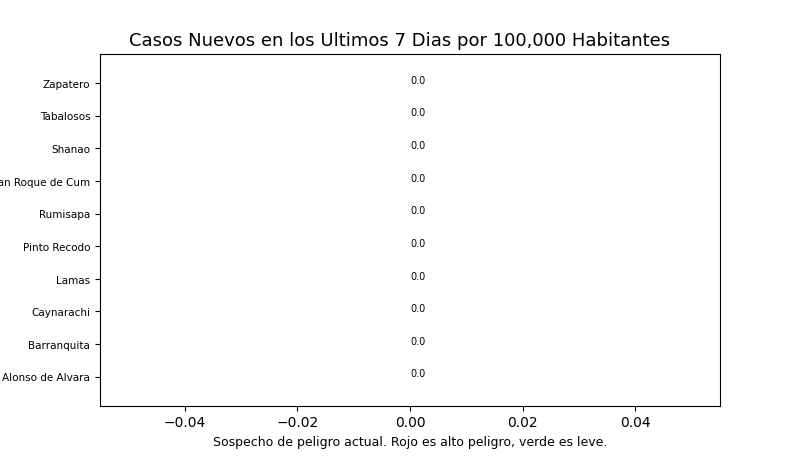 Casos Nuevos en los Ultimos 7 Dias por 100,000 Habitantes
Zapatero 0.0
Tabalosos 0.0
Shanao 0.0
an Roque de Cum 0.0
Rumisapa 0.0
Pinto Recodo 0.0
Lamas 0.0
Caynarachi 0.0
Barranquita 0.0
Alonso de Alvara 0.0
−0.04 −0.02 0.00 0.02 0.04
Sospecho de peligro actual. Rojo es alto peligro, verde es leve.